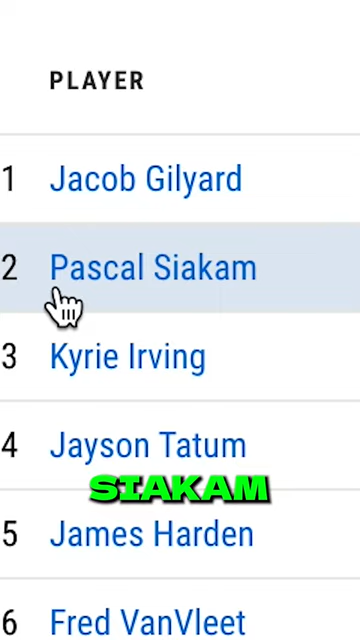 PLAYER
1 Jacob Gilyard
2 Pascal Siakam
3 Kyrie Irving
4 Jayson Tatum
SIAKAM
5 James Harden
6 Fred VanVleet